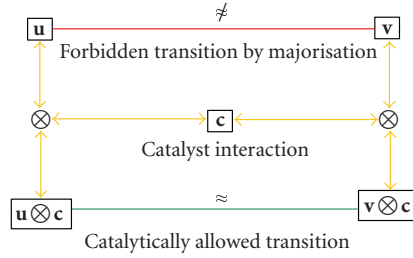 ≉
u v
Forbidden transition by majorisation
⊗ c ⊗
Catalyst interaction
≈
u ⊗ c v ⊗ c
Catalytically allowed transition